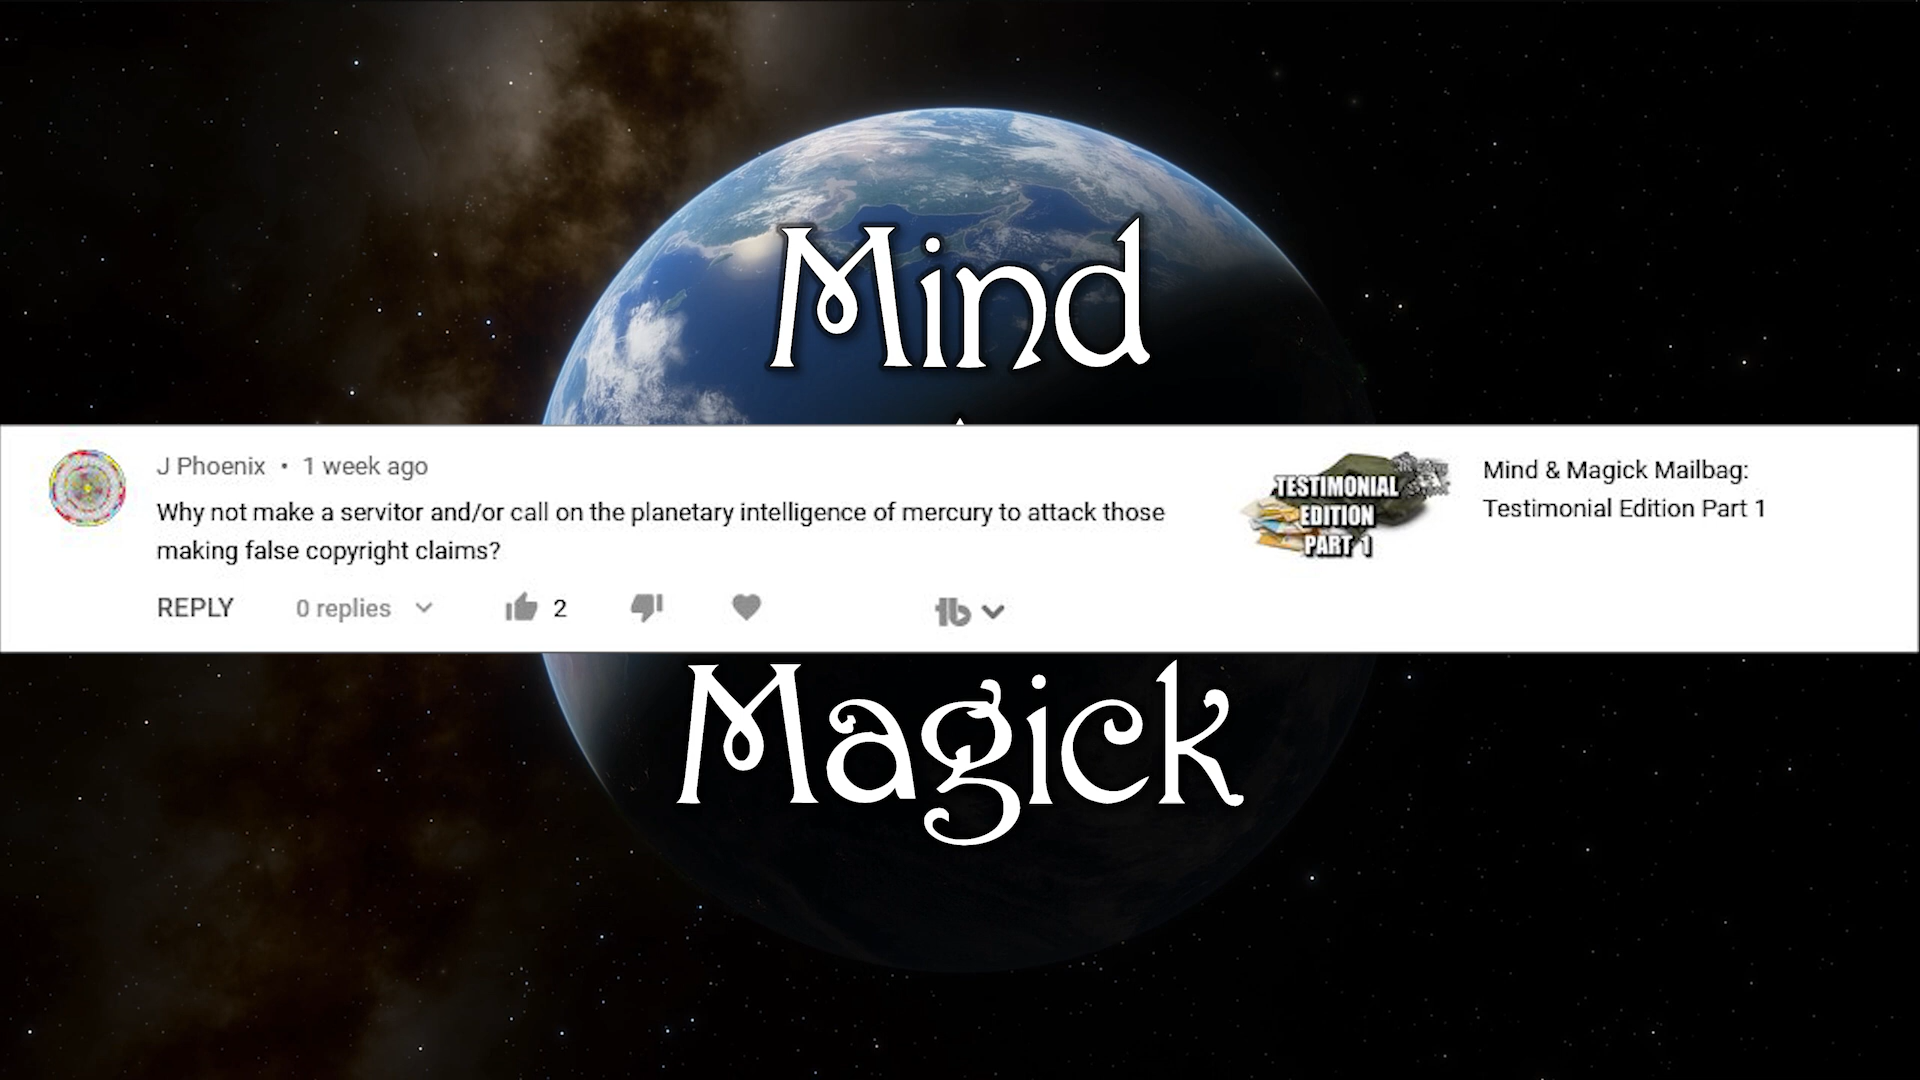 Mind
J Phoenix • 1 week ago
Why not make a servitor and/or call on the planetary intelligence of mercury to attack those
making false copyright claims?
REPLY 0 replies 2
tb
TESTIMONIAL
EDITION
PART 1
Mind & Magick Mailbag:
Testimonial Edition Part 1
Magick